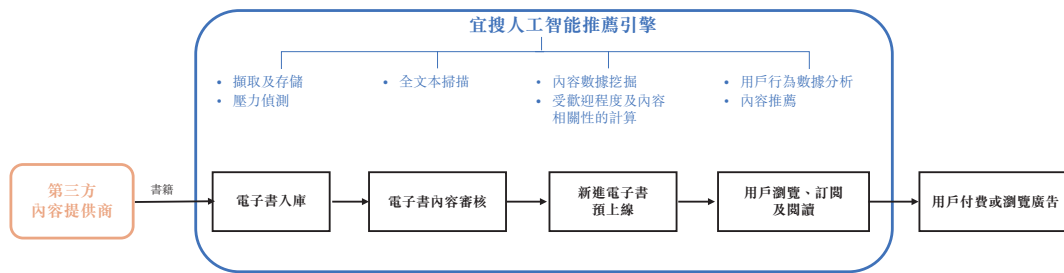 宜搜人工智能推薦引擎
• 擷取及存儲
• 壓力偵測
• 全文本掃描
• 內容數據挖掘
• 受歡迎程度及內容
相關性的計算
• 用戶行為數據分析
• 內容推薦
第三方
內容提供商
書籍
電子書入庫
電子書內容審核
新進電子書
預上線
用戶瀏覽、訂閱
及閱讀
用戶付費或瀏覽廣告